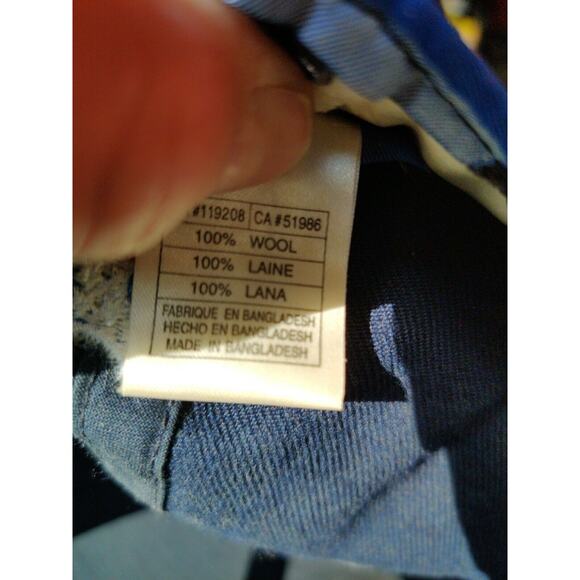 #119208 CA#51986
100% WOOL
100% LAINE
100% LANA
FABRIQUE EN BANGLADESH
HECHO EN BANGLADESH
MADE IN BANGLADESH